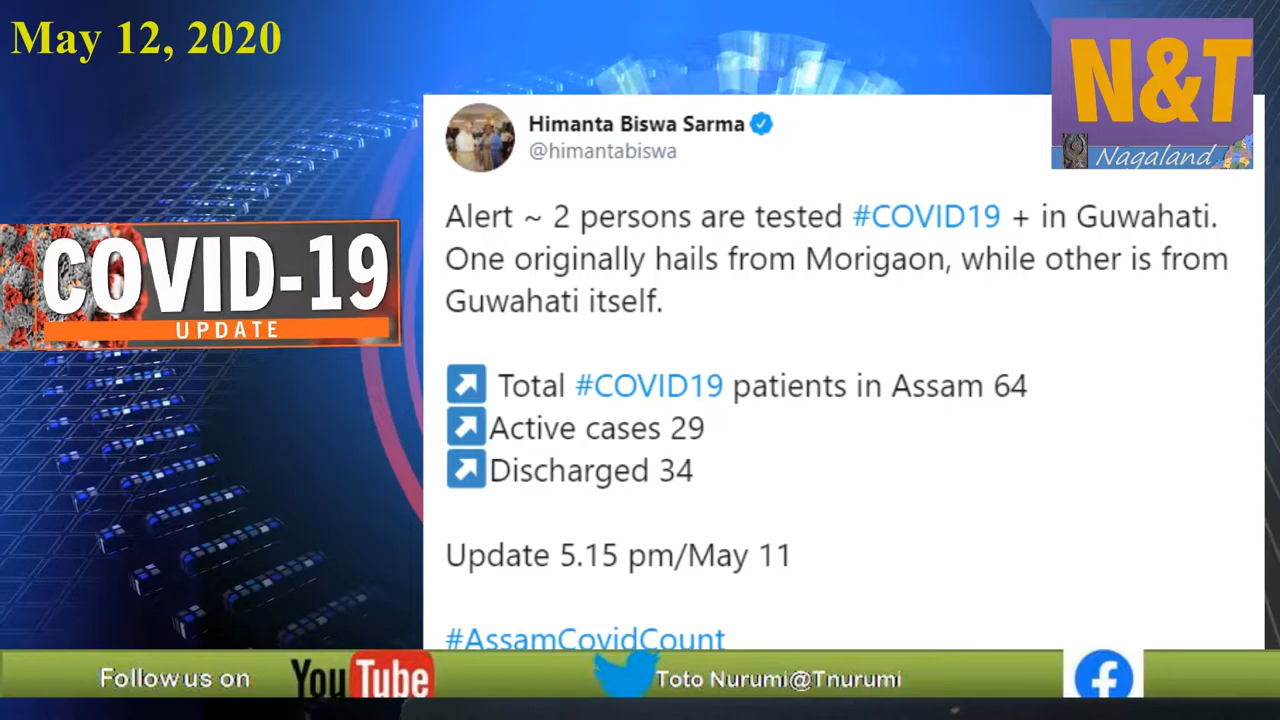 May 12, 2020
N&T
Nagaland
Himanta Biswa Sarma
@himantabiswa
Alert ~ 2 persons are tested #COVID19 + in Guwahati.
One originally hails from Morigaon, while other is from
Guwahati itself.
COVID-19
UPDATE
Total #COVID19 patients in Assam 64
Active cases 29
Discharged 34
Update 5.15 pm/May 11
#AssamCovidCount
Follow us on YouTube Toto Nurumi@Tnurumi